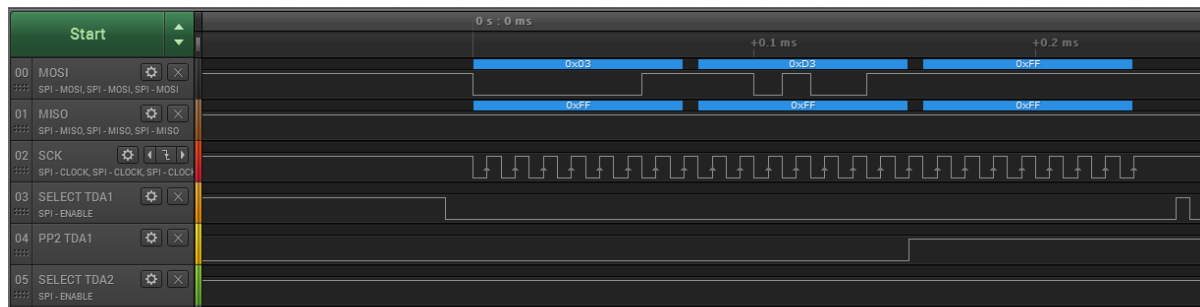 Start
0 s : 0 ms
+0.1 ms
+0.2 ms
00 MOSI
SPI - MOSI, SPI - MOSI, SPI - MOSI
0x03 0xD3 0xFF
01 MISO
SPI - MISO, SPI - MISO, SPI - MISO
0xFF 0xFF 0xFF
02 SCK
SPI - CLOCK, SPI - CLOCK, SPI - CLOCK
03 SELECT TDA1
SPI - ENABLE
04 PP2 TDA1
05 SELECT TDA2
SPI - ENABLE